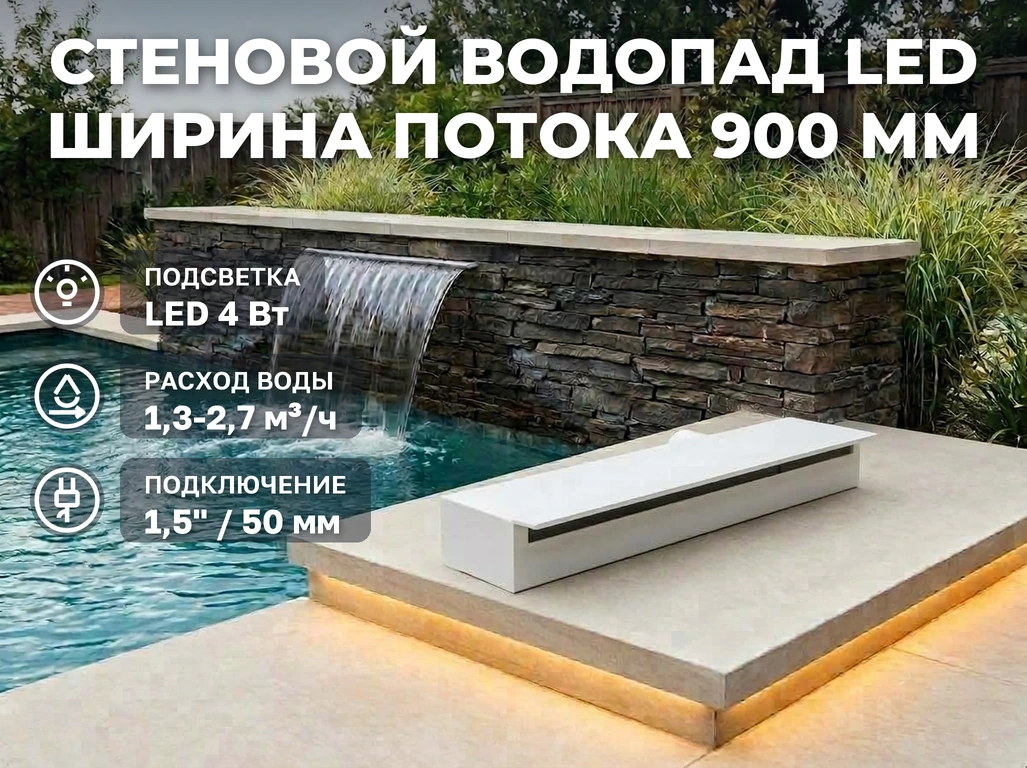 СТЕНОВОЙ ВОДОПАД LED
ШИРИНА ПОТОКА 900 ММ
ПОДСВЕТКА
LED 4 Вт
РАСХОД ВОДЫ
1,3-2,7 м³/ч
ПОДКЛЮЧЕНИЕ
1,5" / 50 мм